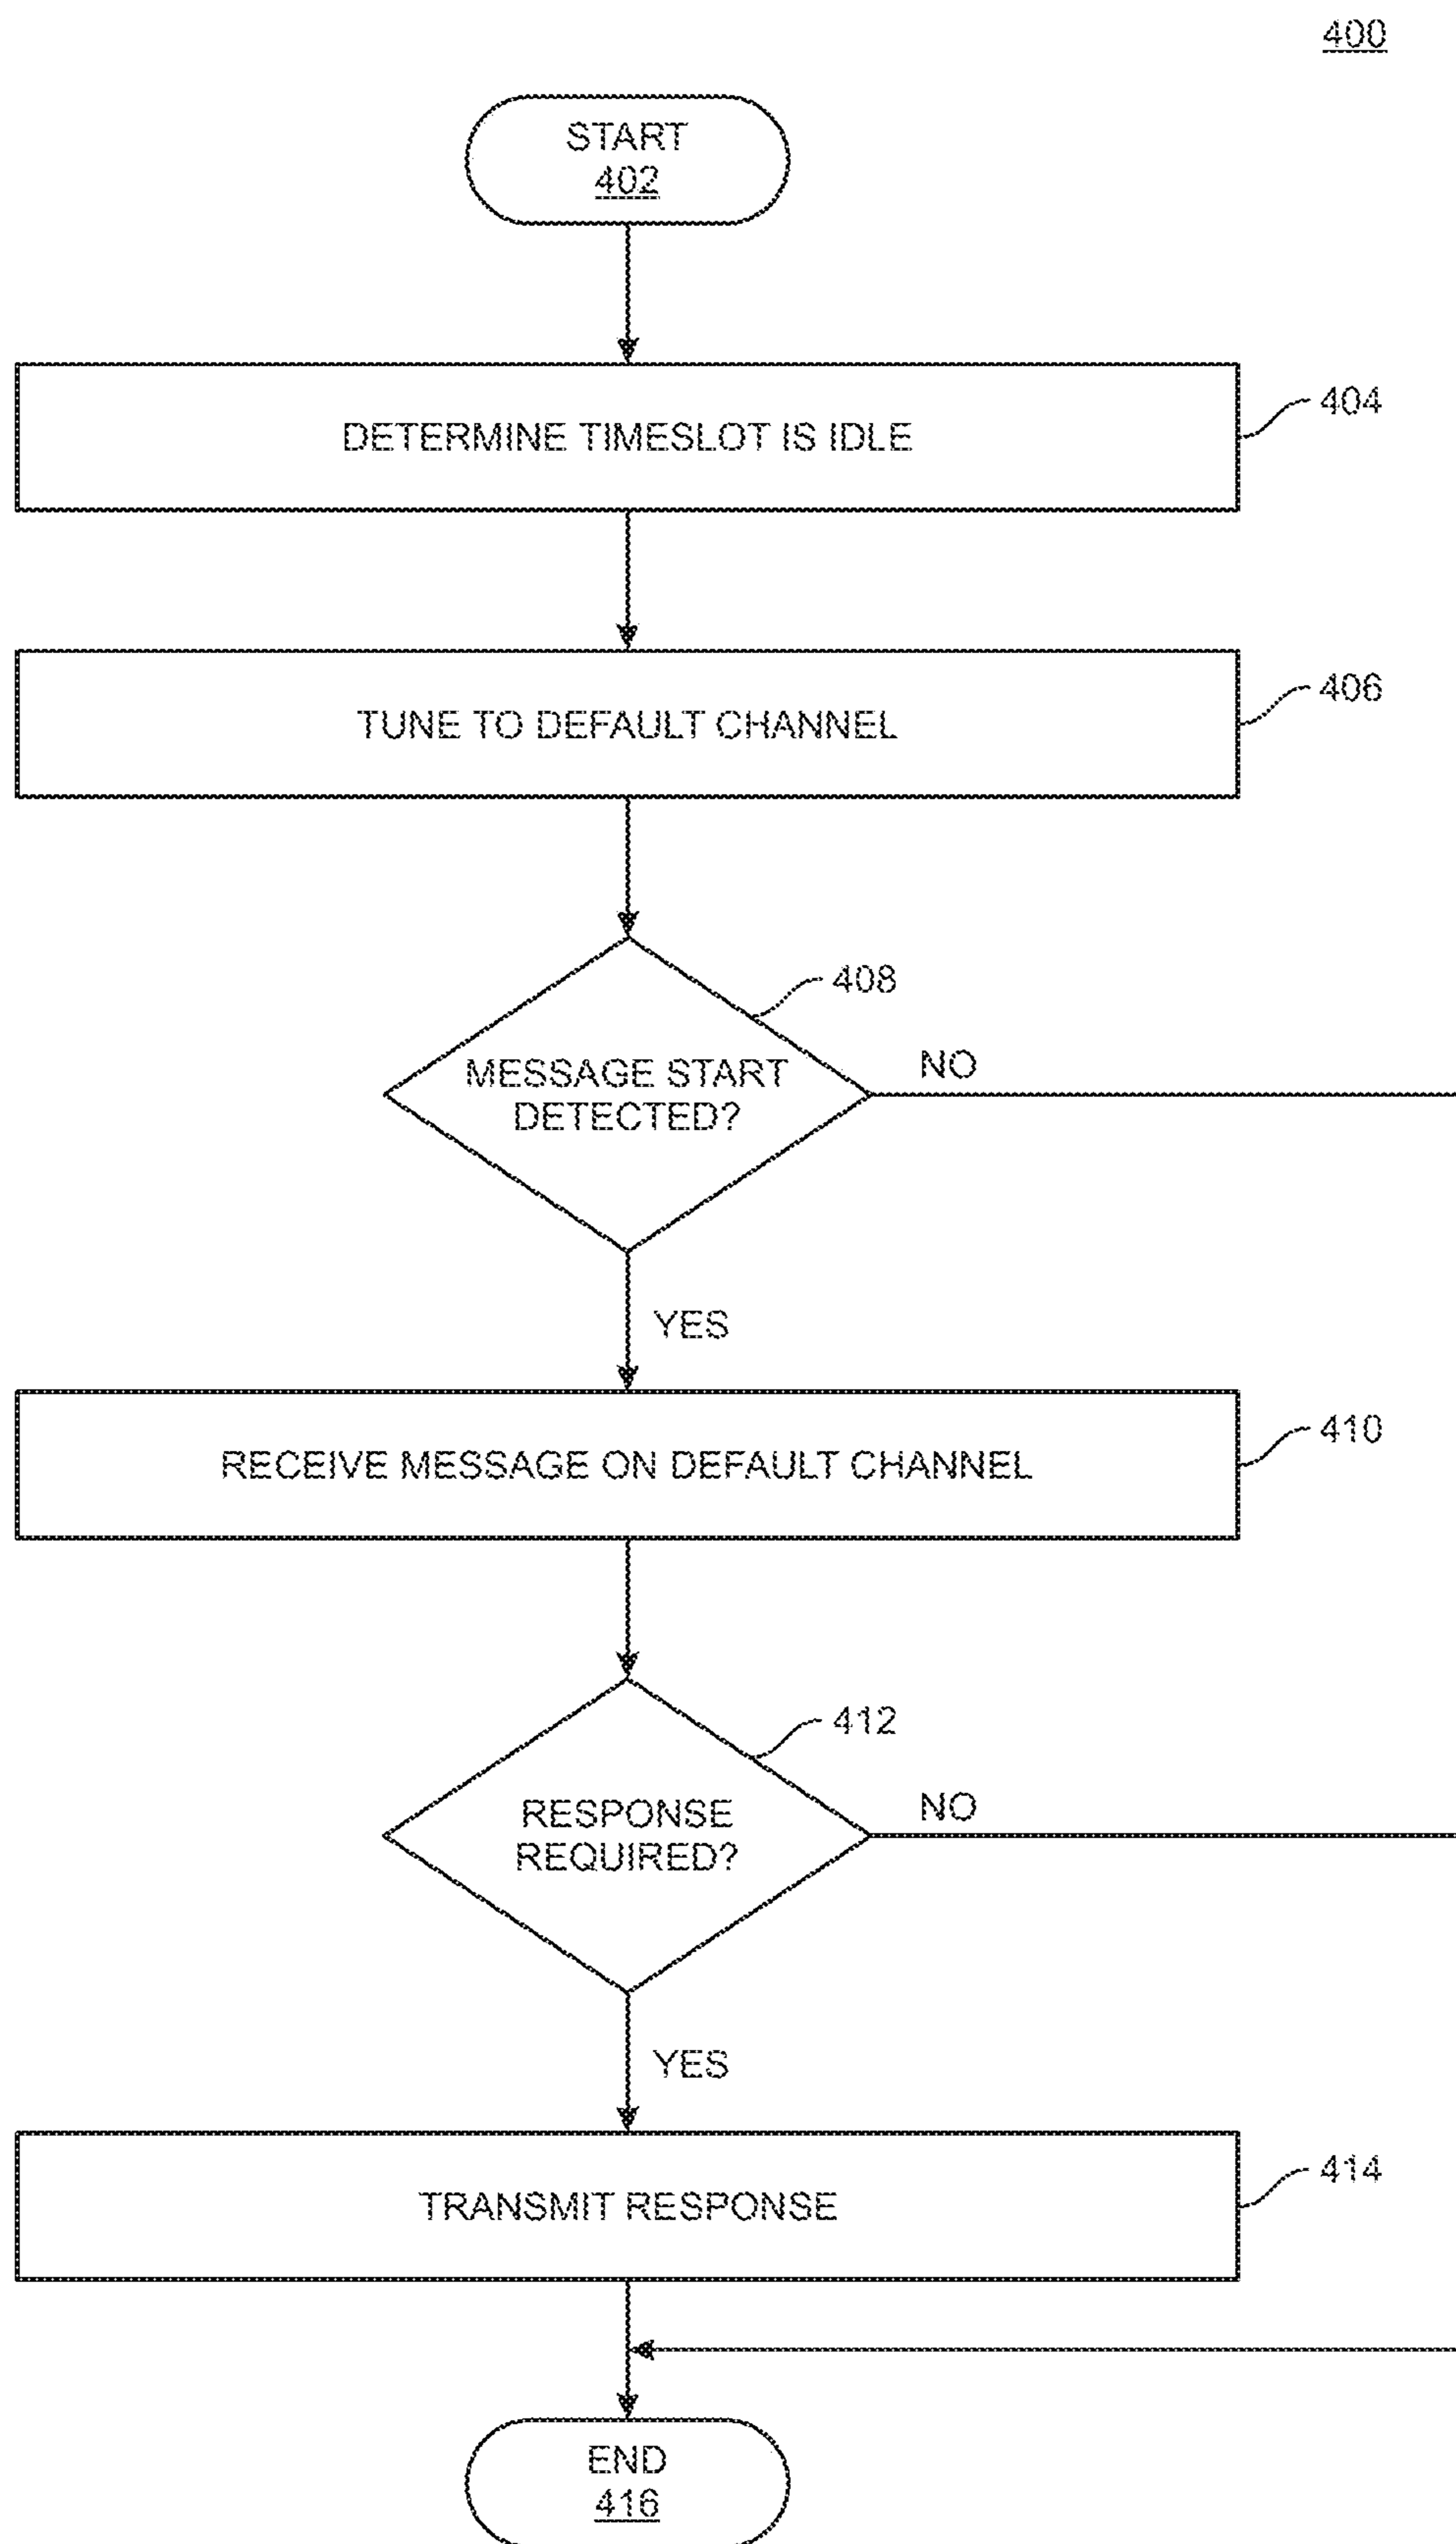 400
START
402
DETERMINE TIMESLOT IS IDLE
404
TUNE TO DEFAULT CHANNEL
406
408
MESSAGE START
DETECTED?
NO
YES
RECEIVE MESSAGE ON DEFAULT CHANNEL
410
412
RESPONSE
REQUIRED?
NO
YES
TRANSMIT RESPONSE
414
END
416